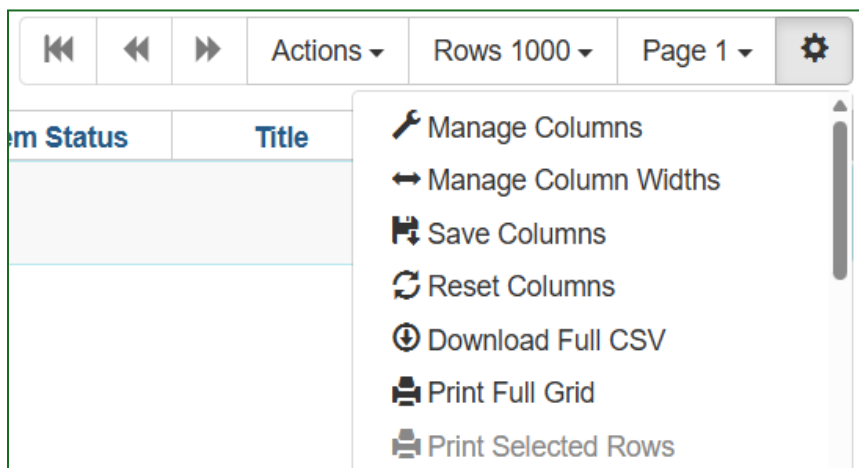 Actions Rows 1000 Page 1
em Status Title
Manage Columns
Manage Column Widths
Save Columns
Reset Columns
Download Full CSV
Print Full Grid
Print Selected Rows